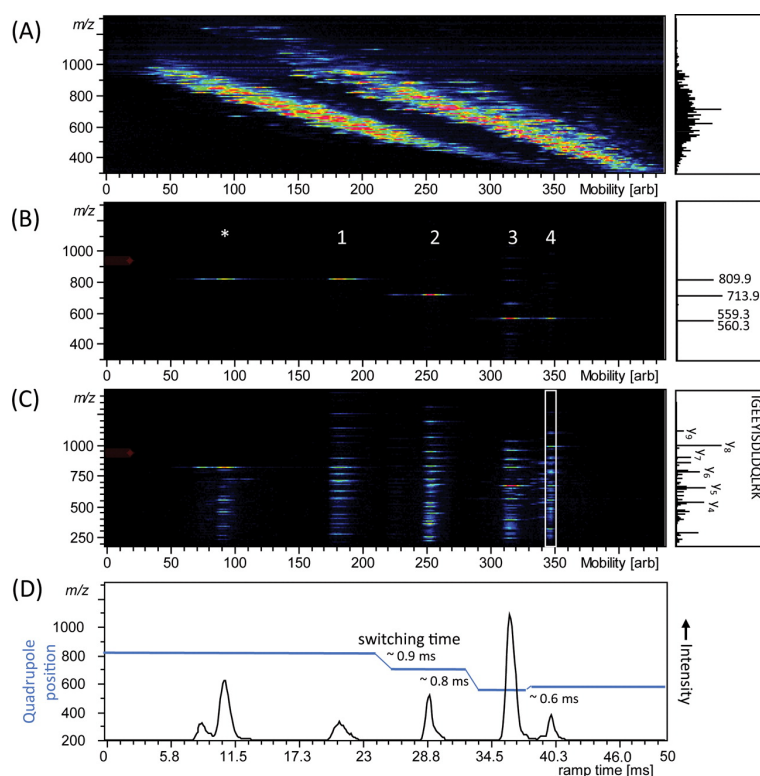 (A)
m/z
1000
800
600
400
0 50 100 150 200 250 300 350 Mobility [arb]
(B)
m/z
1000
800
600
400
* 1 2 3 4
809.9
713.9
559.3
560.3
0 50 100 150 200 250 300 350 Mobility [arb]
(C)
m/z
1000
750
500
250
y9
y8
y7
y6
y5
y4
IGEEYISDLDQLRK
0 50 100 150 200 250 300 350 Mobility [arb]
(D)
m/z
1000
800
600
400
200
Quadrupole
position
switching time
~ 0.9 ms
~ 0.8 ms
~ 0.6 ms
Intensity
0 5.8 11.5 17.3 23.1 28.8 34.5 40.3 46.0 50
ramp time [ms]